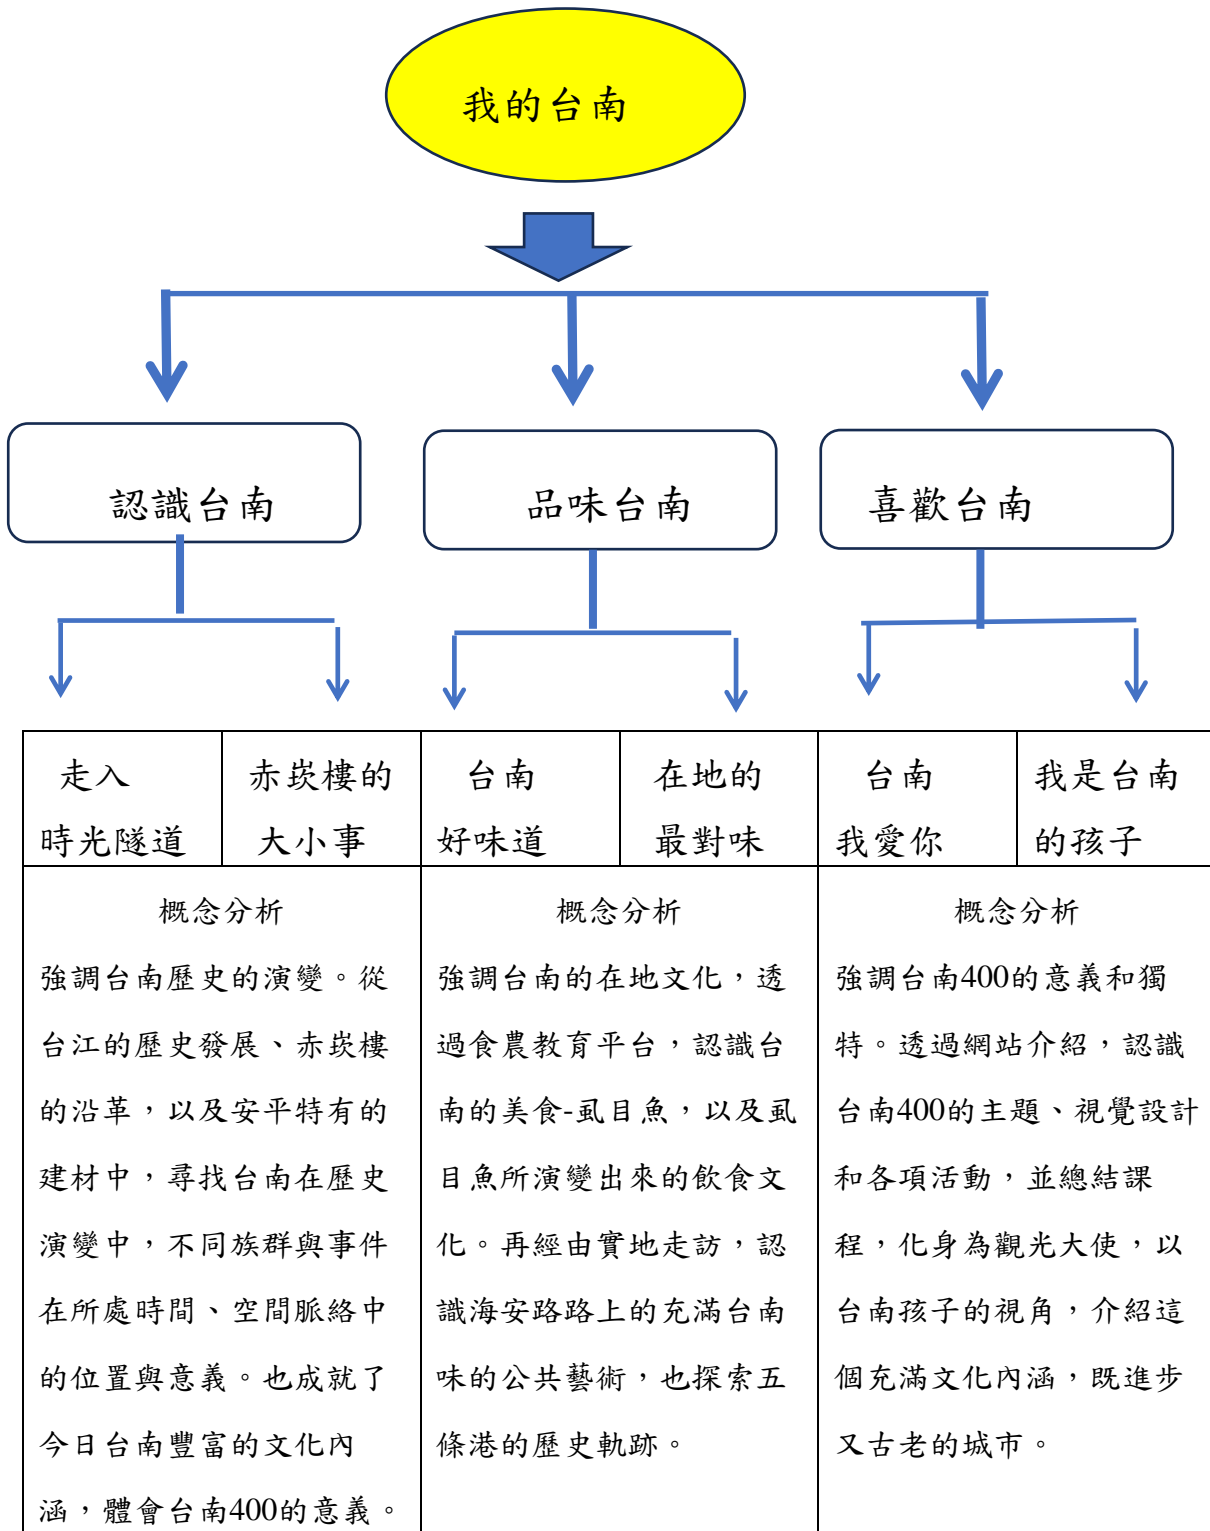 我的台南
認識台南
品味台南
喜歡台南
走入
時光隧道
赤崁樓的
大小事
台南
好味道
在地的
最對味
台南
我愛你
我是台南
的孩子
概念分析
強調台南歷史的演變。從
台江的歷史發展、赤崁樓
的沿革，以及安平特有的
建材中，尋找台南在歷史
演變中，不同族群與事件
在所處時間、空間脈絡中
的位置與意義。也成就了
今日台南豐富的文化內
涵，體會台南400的意義。
概念分析
強調台南的在地文化，透
過食農教育平台，認識台
南的美食-虱目魚，以及虱
目魚所演變出來的飲食文
化。再經由實地走訪，認
識海安路路上的充滿台南
味的公共藝術，也探索五
條港的歷史軌跡。
概念分析
強調台南400的意義和獨
特。透過網站介紹，認識
台南400的主題、視覺設計
和各項活動，並總結課
程，化身為觀光大使，以
台南孩子的視角，介紹這
個充滿文化內涵，既進步
又古老的城市。